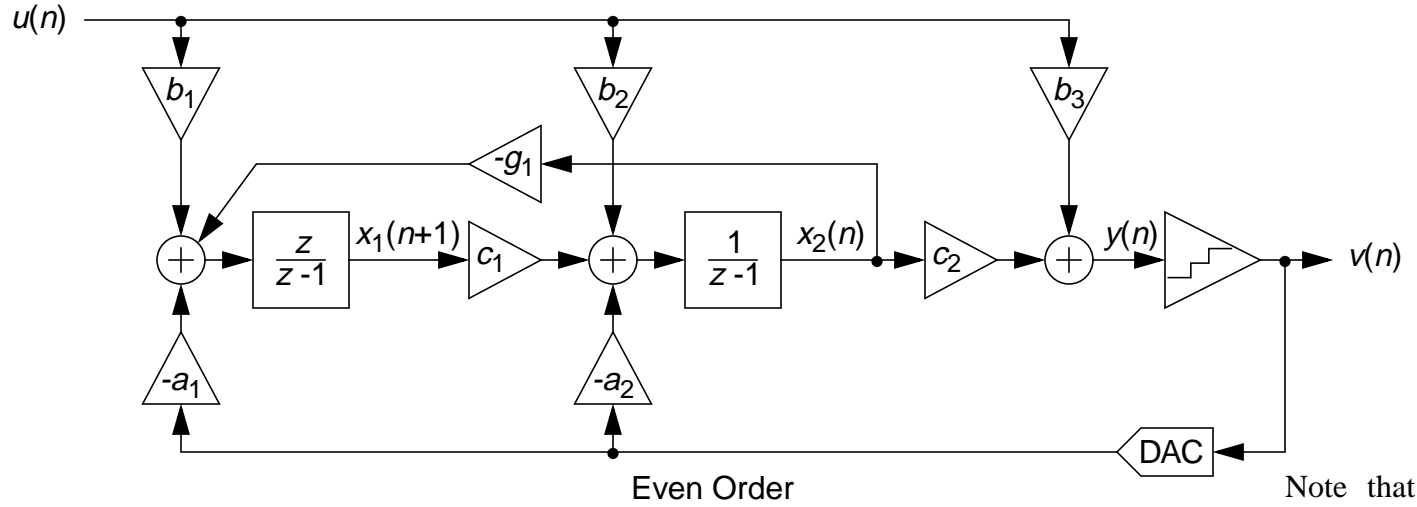 u(n)
b1 b2 b3
-g1
z x1(n+1) c1 1 x2(n) c2 y(n) v(n)
z -1 z -1
-a1 -a2
DAC
Even Order Note that